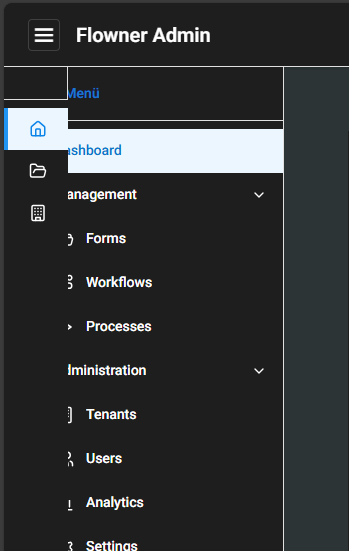 Flowner Admin
Menü
ashboard
anagement
Forms
Workflows
Processes
dministration
Tenants
Users
Analytics
Settings